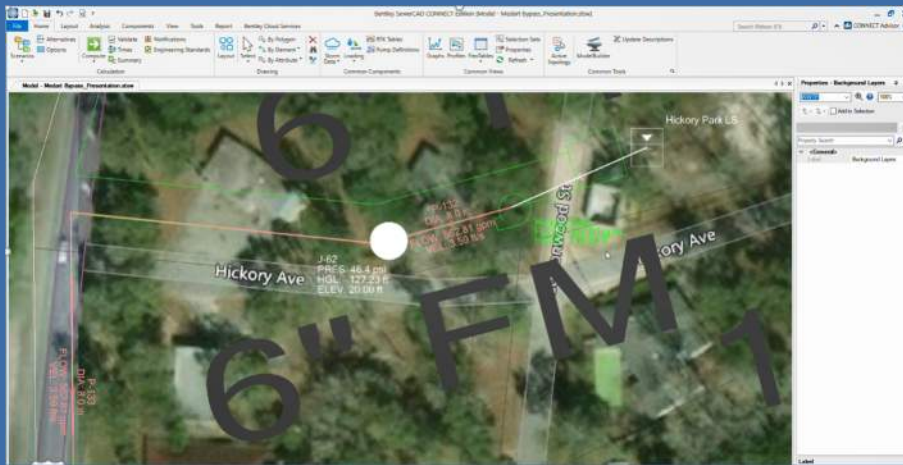 Bentley SewerCAD CONNECT Edition [Model - Medart Bypass_Presentation.stsw]
File Home Layout Analysis Components View Tools Report Bentley Cloud Services
CONNECT Advisor
Scenarios
Alternatives
Options
Compute
Validate
Times
Summary
Notifications
Engineering Standards
Calculation
Layout
Select
By Polygon
By Element
By Attribute
Drawing
Storm Data
Loading
RTK Tables
Pump Definitions
Common Components
Graphs
Profiles
FlexTables
Selection Sets
Properties
Refresh
Common Views
Active Topology
ModelBuilder
Update Descriptions
Common Tools
Model - Medart Bypass_Presentation.stsw
Properties - Background Layers
100%
Add to Selection
Property Search
<General>
Label Background Layers
Label
6"
Hickory Park LS
Hickory Ave
J-62
PRES: 46.4 psi
HGL: 127.23 ft
ELEV: 20.00 ft
kory Ave
6" FM
1
P-133